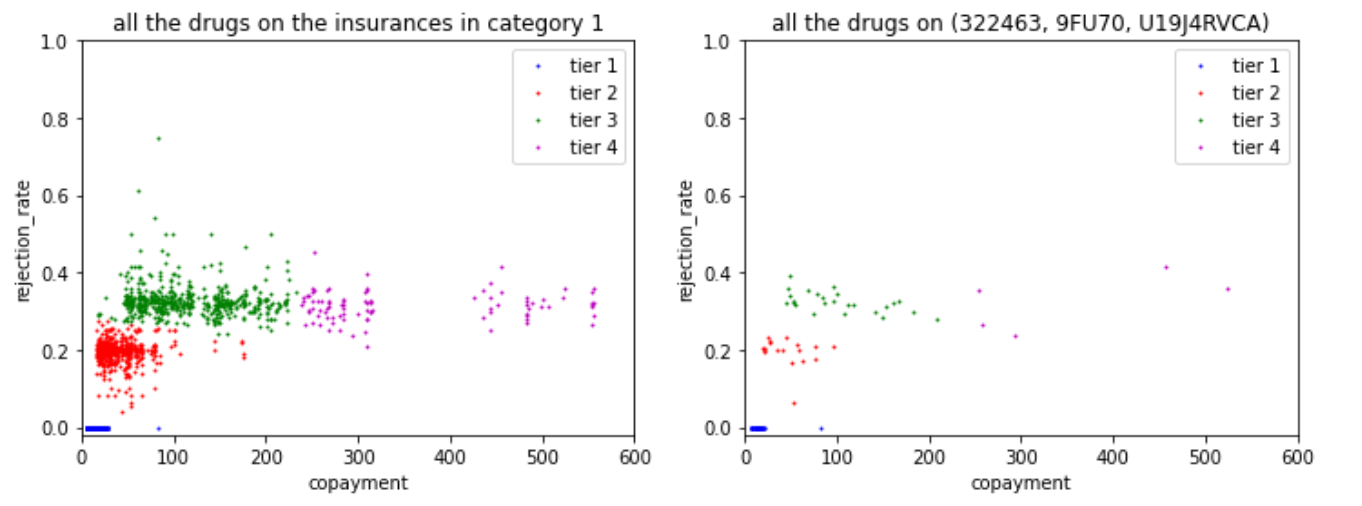 all the drugs on the insurances in category 1
1.0
0.8
0.6
0.4
0.2
0.0
rejection_rate
tier 1
tier 2
tier 3
tier 4
0 100 200 300 400 500 600
copayment
all the drugs on (322463, 9FU70, U19J4RVCA)
1.0
0.8
0.6
0.4
0.2
0.0
rejection_rate
tier 1
tier 2
tier 3
tier 4
0 100 200 300 400 500 600
copayment